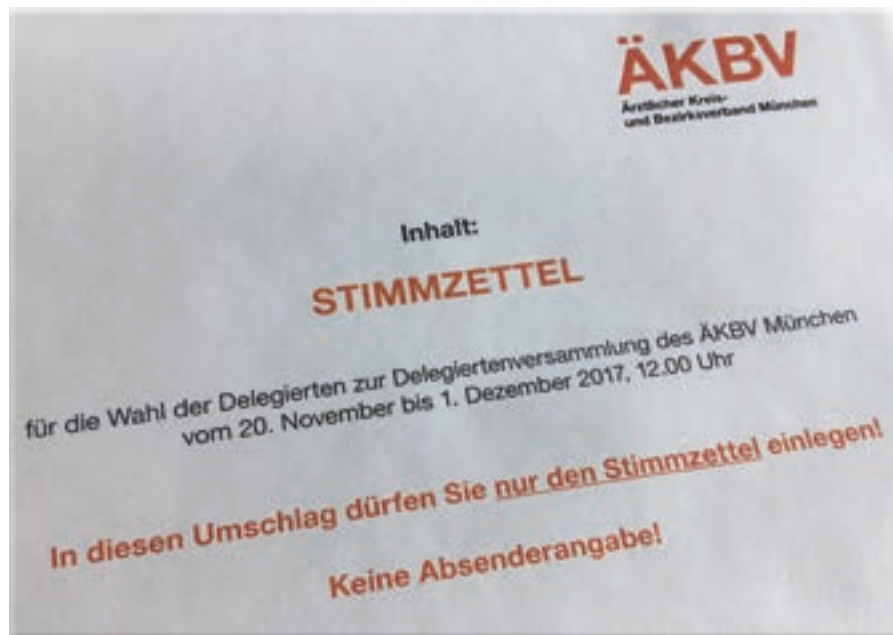 ÄKBV
Ärztlicher Kreis-
und Bezirksverband München
Inhalt:
STIMMZETTEL
für die Wahl der Delegierten zur Delegiertenversammlung des ÄKBV München
vom 20. November bis 1. Dezember 2017, 12.00 Uhr
In diesen Umschlag dürfen Sie nur den Stimmzettel einlegen!
Keine Absenderangabe!